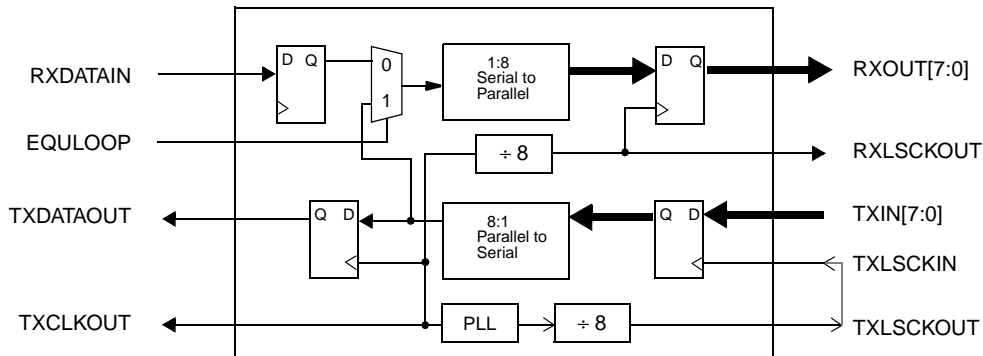 RXDATAIN
D Q
0
1
1:8
Serial to
Parallel
D Q
RXOUT[7:0]
EQULOOP
÷ 8
RXLSCKOUT
TXDATAOUT
Q D
8:1
Parallel to
Serial
Q D
TXIN[7:0]
TXLSCKIN
TXCLKOUT
PLL
÷ 8
TXLSCKOUT